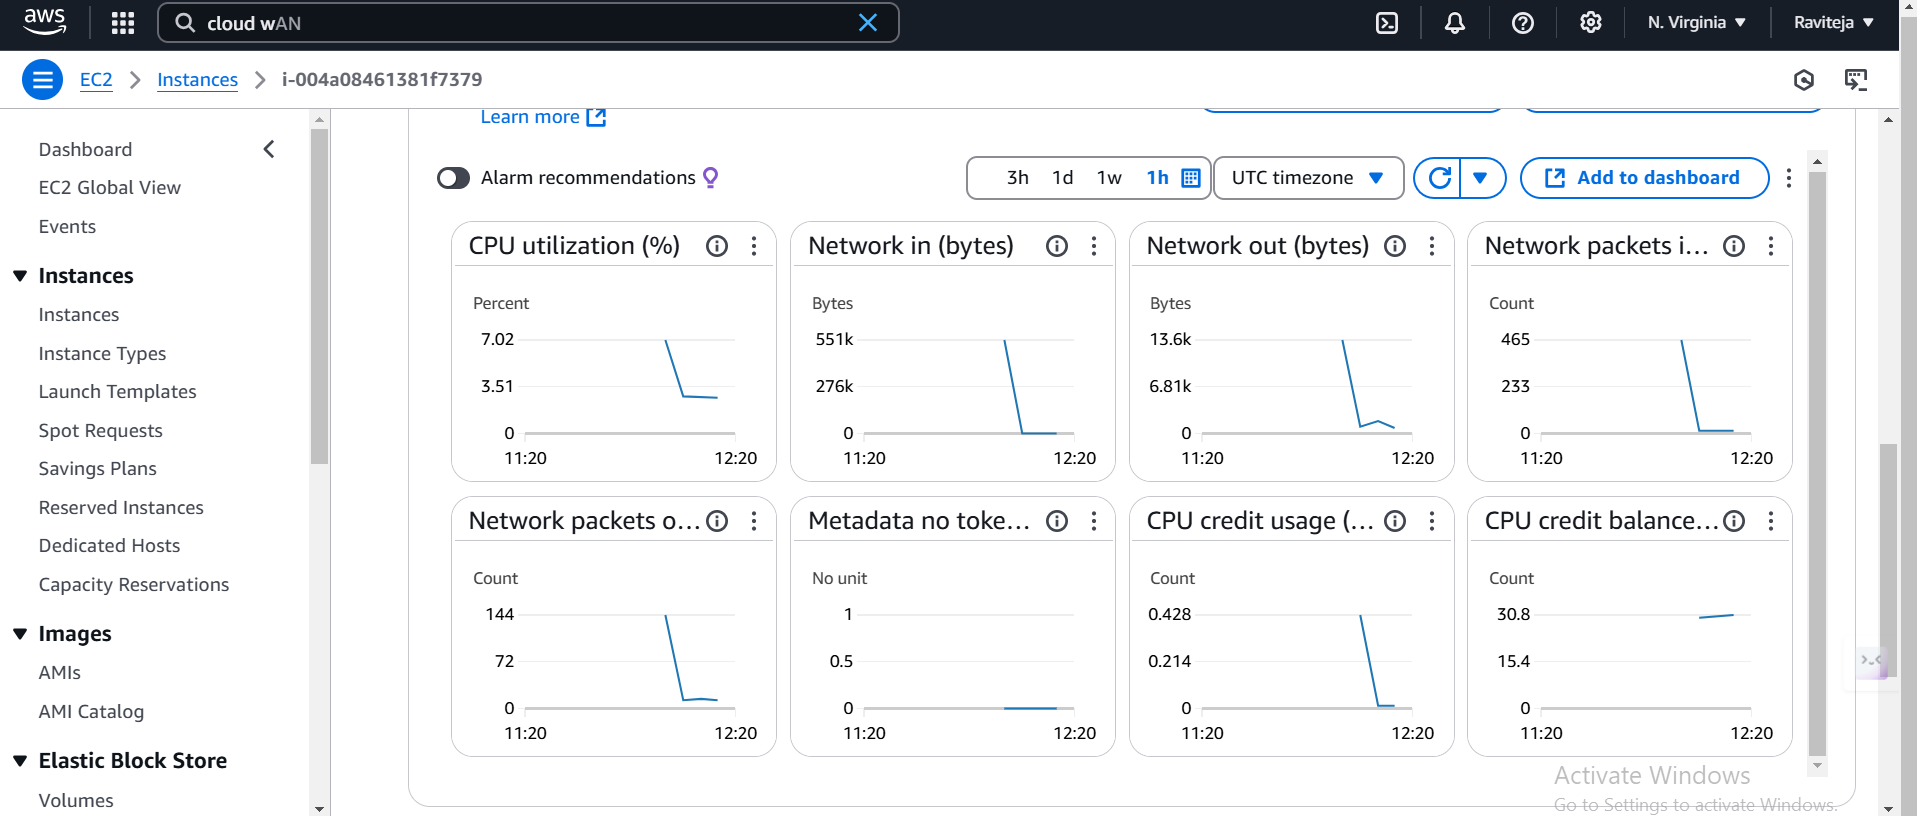 aws
cloud wAN
N. Virginia
Raviteja
EC2
Instances
i-004a08461381f7379
Dashboard
EC2 Global View
Events
Instances
Instances
Instance Types
Launch Templates
Spot Requests
Savings Plans
Reserved Instances
Dedicated Hosts
Capacity Reservations
Images
AMIs
AMI Catalog
Elastic Block Store
Volumes
Learn more
Alarm recommendations
3h 1d 1w 1h
UTC timezone
Add to dashboard
CPU utilization (%)
Percent
7.02
3.51
0
11:20 12:20
Network in (bytes)
Bytes
551k
276k
0
11:20 12:20
Network out (bytes)
Bytes
13.6k
6.81k
0
11:20 12:20
Network packets i...
Count
465
233
0
11:20 12:20
Network packets o...
Count
144
72
0
11:20 12:20
Metadata no toke...
No unit
1
0.5
0
11:20 12:20
CPU credit usage (...
Count
0.428
0.214
0
11:20 12:20
CPU credit balance...
Count
30.8
15.4
0
11:20 12:20
Activate Windows
Go to Settings to activate Windows.